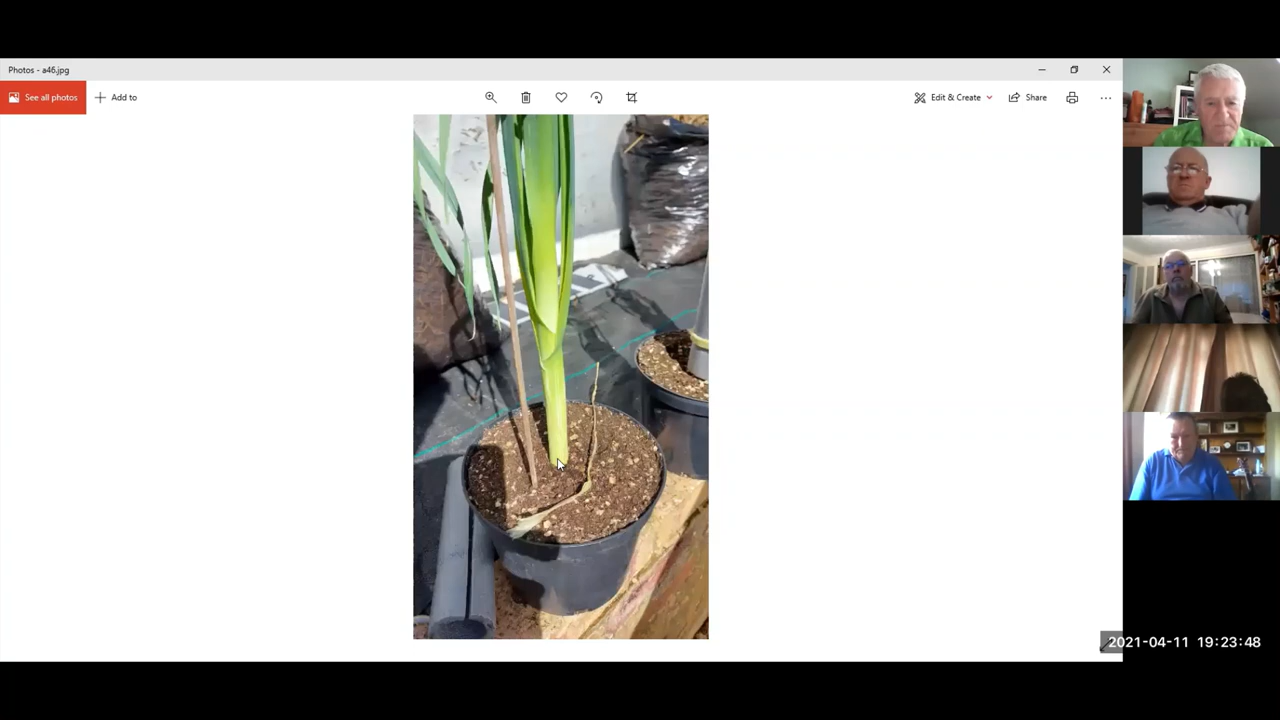 Photos - a46.jpg
See all photos
Add to
Edit & Create
Share
2021-04-11 19:23:48